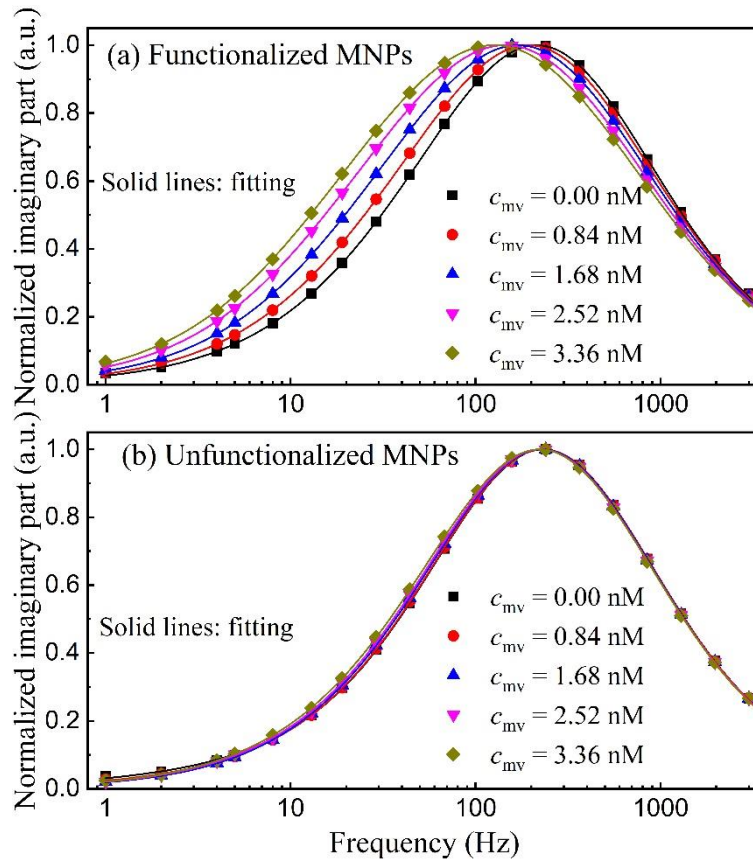 Normalized imaginary part (a.u.)
1.0
0.8
0.6
0.4
0.2
0.0
(a) Functionalized MNPs
Solid lines: fitting
c_mv = 0.00 nM
c_mv = 0.84 nM
c_mv = 1.68 nM
c_mv = 2.52 nM
c_mv = 3.36 nM
1 10 100 1000
Normalized imaginary part (a.u.)
1.0
0.8
0.6
0.4
0.2
0.0
(b) Unfunctionalized MNPs
Solid lines: fitting
c_mv = 0.00 nM
c_mv = 0.84 nM
c_mv = 1.68 nM
c_mv = 2.52 nM
c_mv = 3.36 nM
1 10 100 1000
Frequency (Hz)